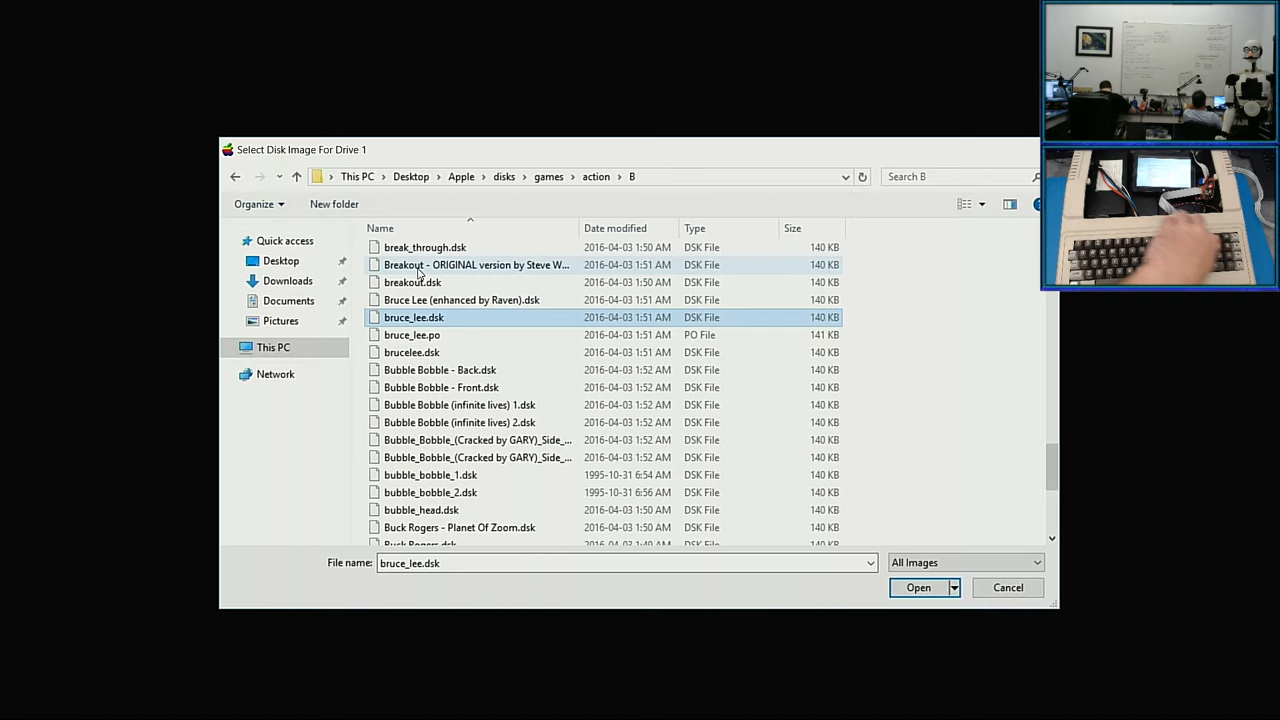 Select Disk Image For Drive 1
This PC Desktop Apple disks games action B
Search B
Organize New folder
Name Date modified Type Size
Quick access
Desktop
Downloads
Documents
Pictures
This PC
Network
break_through.dsk 2016-04-03 1:50 AM DSK File 140 KB
Breakout - ORIGINAL version by Steve W... 2016-04-03 1:51 AM DSK File 140 KB
breakout.dsk 2016-04-03 1:50 AM DSK File 140 KB
Bruce Lee (enhanced by Raven).dsk 2016-04-03 1:51 AM DSK File 140 KB
bruce_lee.dsk 2016-04-03 1:51 AM DSK File 140 KB
bruce_lee.po 2016-04-03 1:51 AM PO File 141 KB
brucelee.dsk 2016-04-03 1:51 AM DSK File 140 KB
Bubble Bobble - Back.dsk 2016-04-03 1:52 AM DSK File 140 KB
Bubble Bobble - Front.dsk 2016-04-03 1:52 AM DSK File 140 KB
Bubble Bobble (infinite lives) 1.dsk 2016-04-03 1:52 AM DSK File 140 KB
Bubble Bobble (infinite lives) 2.dsk 2016-04-03 1:52 AM DSK File 140 KB
Bubble_Bobble_(Cracked by GARY)_Side_... 2016-04-03 1:52 AM DSK File 140 KB
Bubble_Bobble_(Cracked by GARY)_Side_... 2016-04-03 1:52 AM DSK File 140 KB
bubble_bobble_1.dsk 1995-10-31 6:54 AM DSK File 140 KB
bubble_bobble_2.dsk 1995-10-31 6:56 AM DSK File 140 KB
bubble_head.dsk 2016-04-03 1:50 AM DSK File 140 KB
Buck Rogers - Planet Of Zoom.dsk 2016-04-03 1:50 AM DSK File 140 KB
Buck Rogers.dsk 2016-04-03 1:49 AM DSK File 140 KB
File name: bruce_lee.dsk All Images
Open Cancel